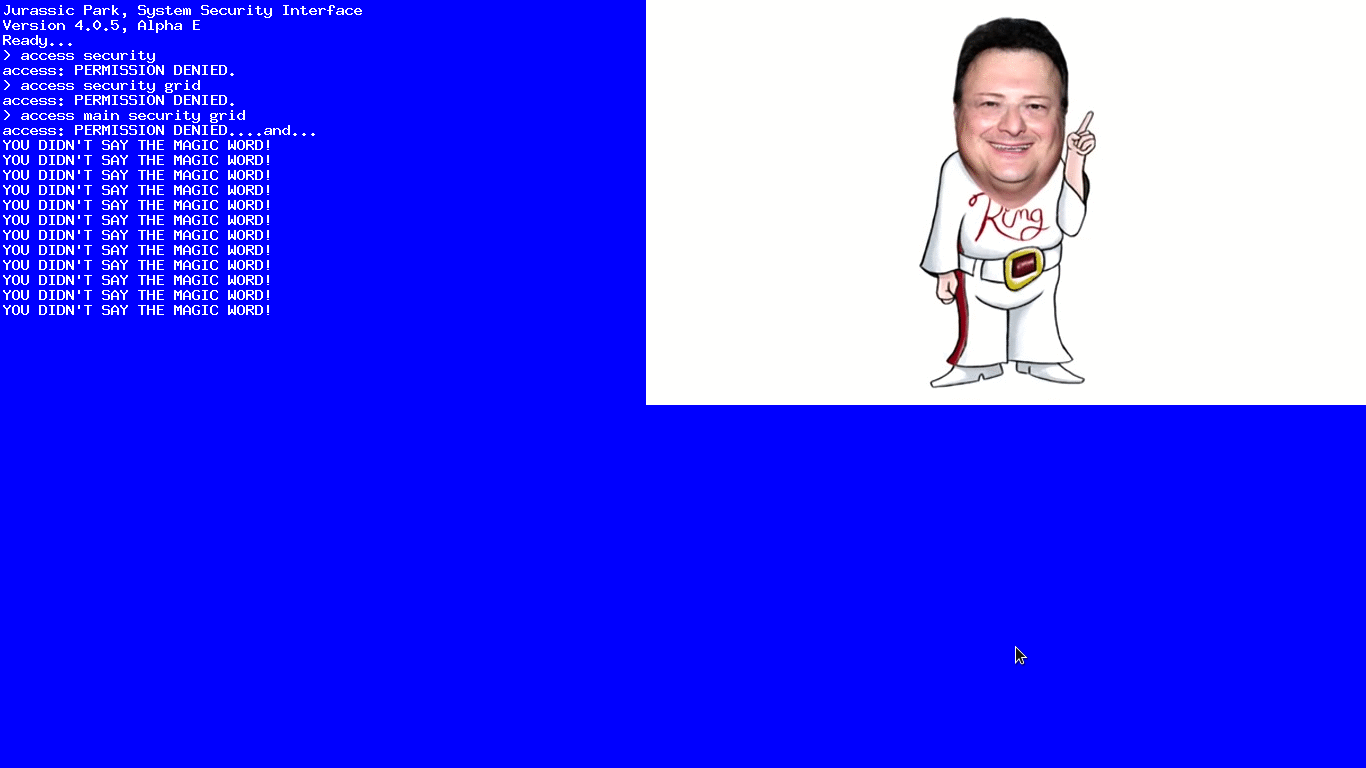 Jurassic Park, System Security Interface
Version 4.0.5, Alpha E
Ready...
> access security
access: PERMISSION DENIED.
> access security grid
access: PERMISSION DENIED.
> access main security grid
access: PERMISSION DENIED....and...
YOU DIDN'T SAY THE MAGIC WORD!
YOU DIDN'T SAY THE MAGIC WORD!
YOU DIDN'T SAY THE MAGIC WORD!
YOU DIDN'T SAY THE MAGIC WORD!
YOU DIDN'T SAY THE MAGIC WORD!
YOU DIDN'T SAY THE MAGIC WORD!
YOU DIDN'T SAY THE MAGIC WORD!
YOU DIDN'T SAY THE MAGIC WORD!
YOU DIDN'T SAY THE MAGIC WORD!
YOU DIDN'T SAY THE MAGIC WORD!
YOU DIDN'T SAY THE MAGIC WORD!
YOU DIDN'T SAY THE MAGIC WORD!
King